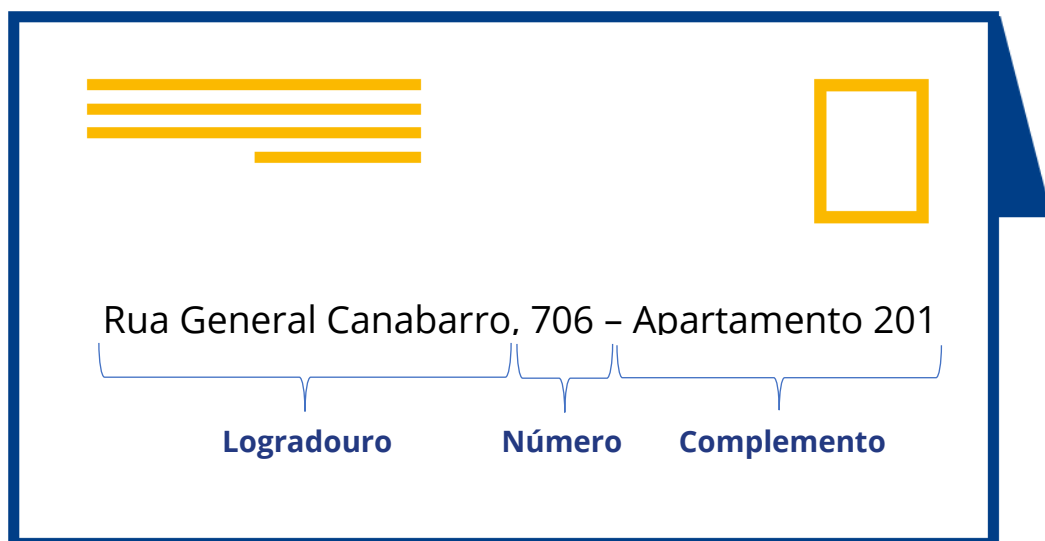 Rua General Canabarro, 706 – Apartamento 201
Logradouro Número Complemento